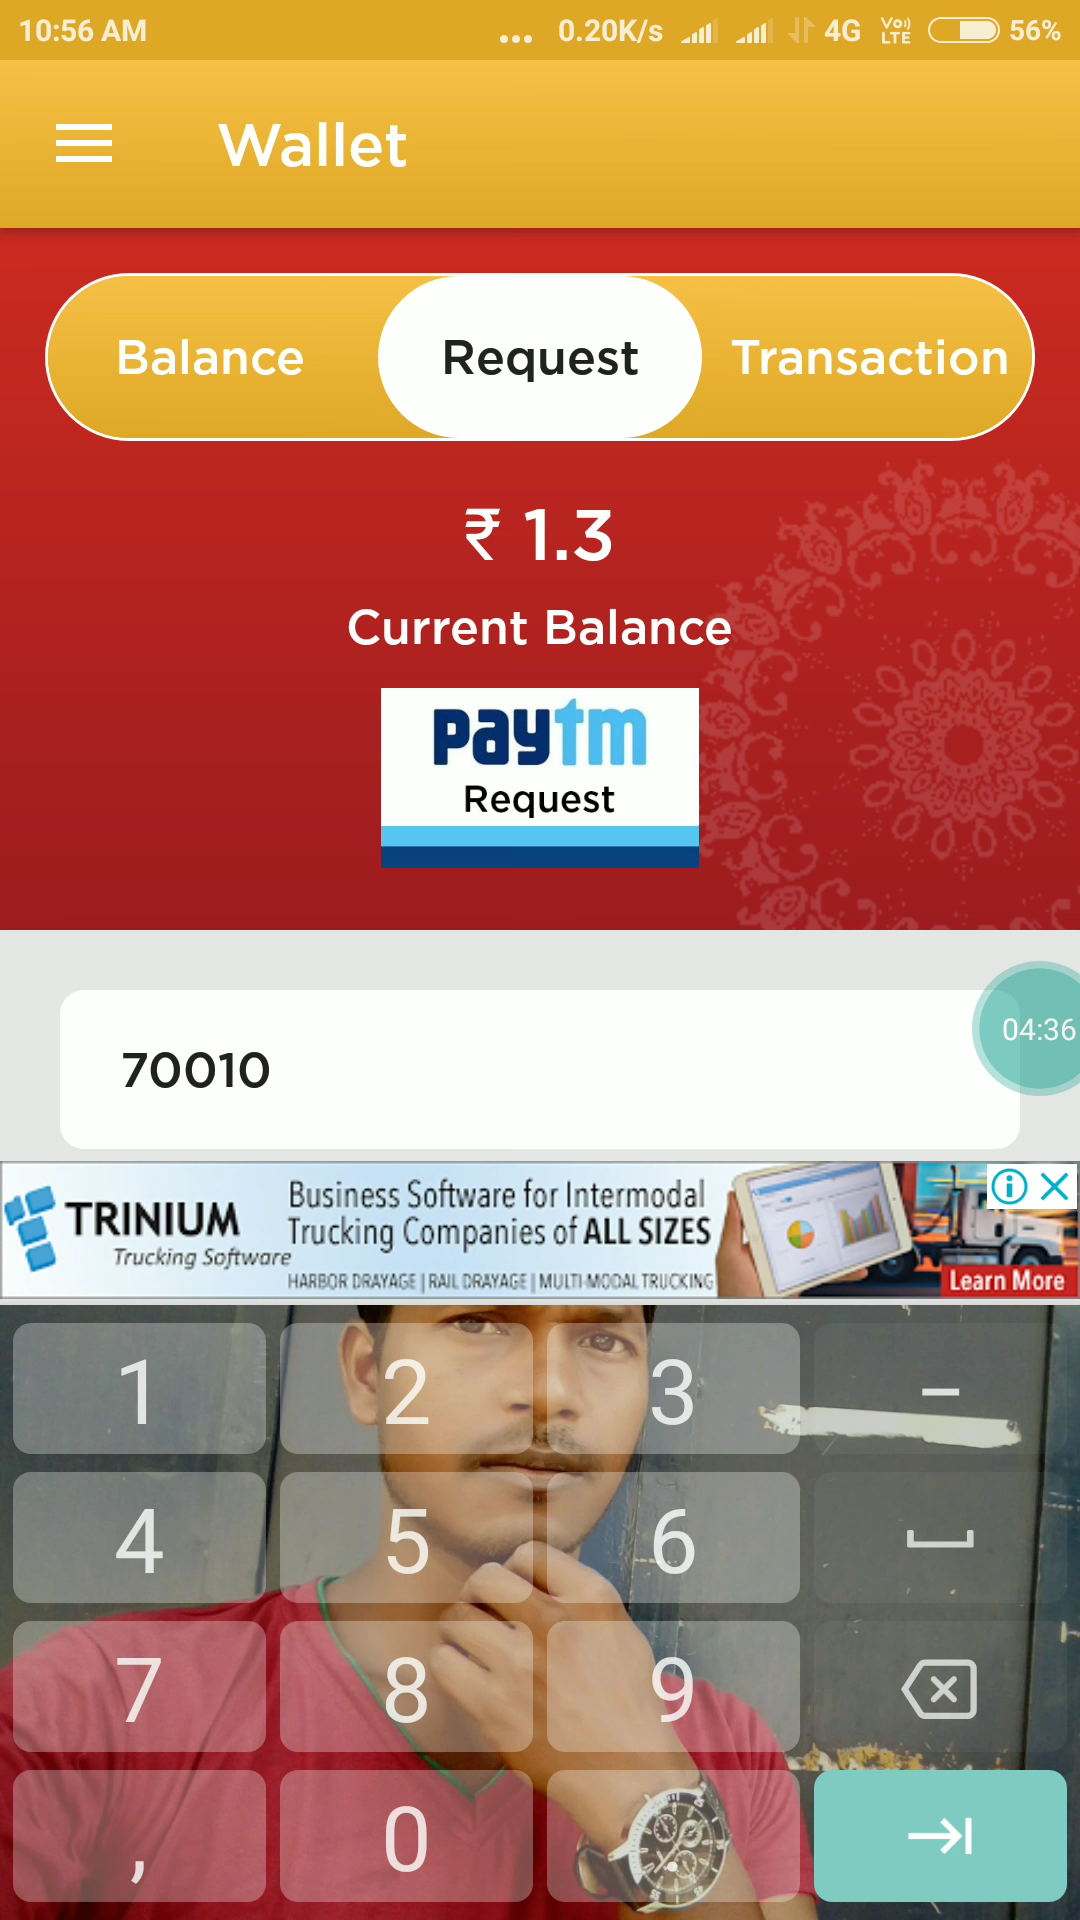 10:56 AM ... 0.20K/s 4G VoLTE 56%
Wallet
Balance Request Transaction
₹ 1.3
Current Balance
paytm
Request
04:36
70010
TRINIUM
Trucking Software
Business Software for Intermodal
Trucking Companies of ALL SIZES
HARBOR DRAYAGE | RAIL DRAYAGE | MULTI-MODAL TRUCKING
Learn More
1 2 3 –
4 5 6
7 8 9
, 0 .